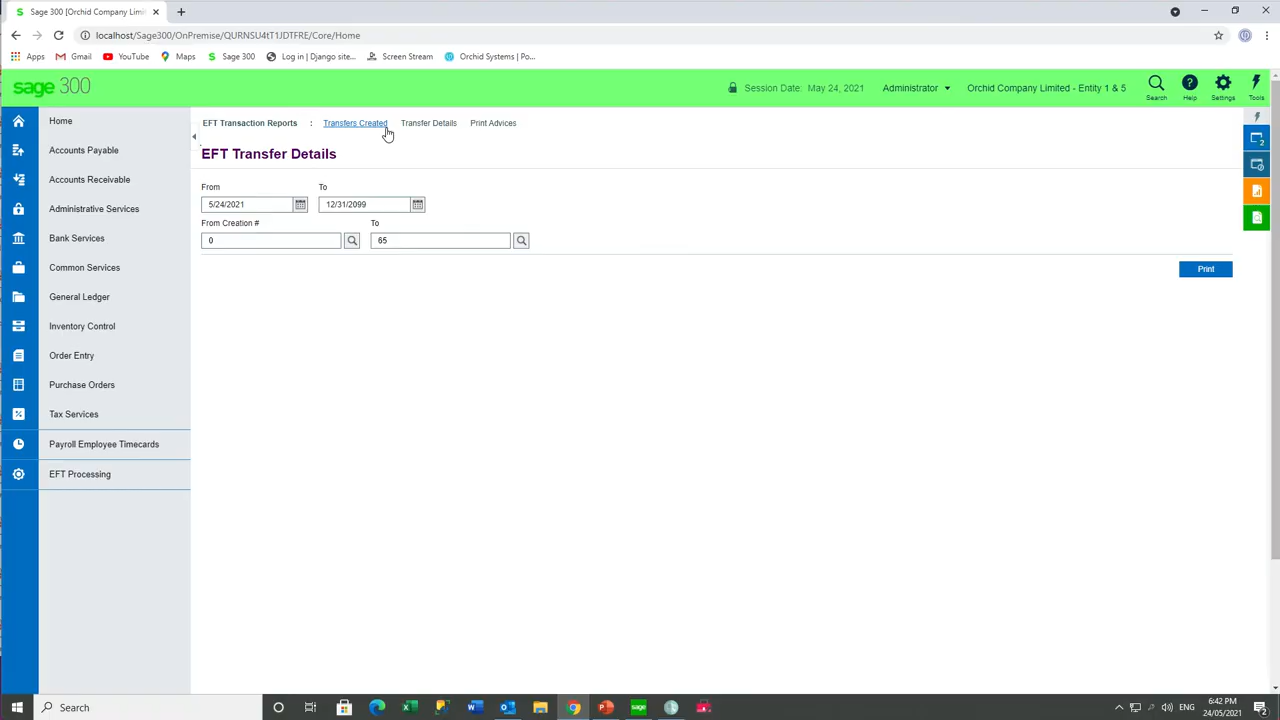 Sage 300 [Orchid Company Limit
localhost/Sage300/OnPremise/QURNSU4tT1JDTFRE/Core/Home
Apps Gmail YouTube Maps Sage 300 Log in | Django site... Screen Stream Orchid Systems | Po...
sage 300
Session Date: May 24, 2021 Administrator Orchid Company Limited - Entity 1 & 5 Search Help Settings Tools
Home
Accounts Payable
Accounts Receivable
Administrative Services
Bank Services
Common Services
General Ledger
Inventory Control
Order Entry
Purchase Orders
Tax Services
Payroll Employee Timecards
EFT Processing
EFT Transaction Reports : Transfers Created Transfer Details Print Advices
EFT Transfer Details
From To
5/24/2021 12/31/2099
From Creation # To
0 65
Print
2
Search
sage
6:42 PM
24/05/2021
2